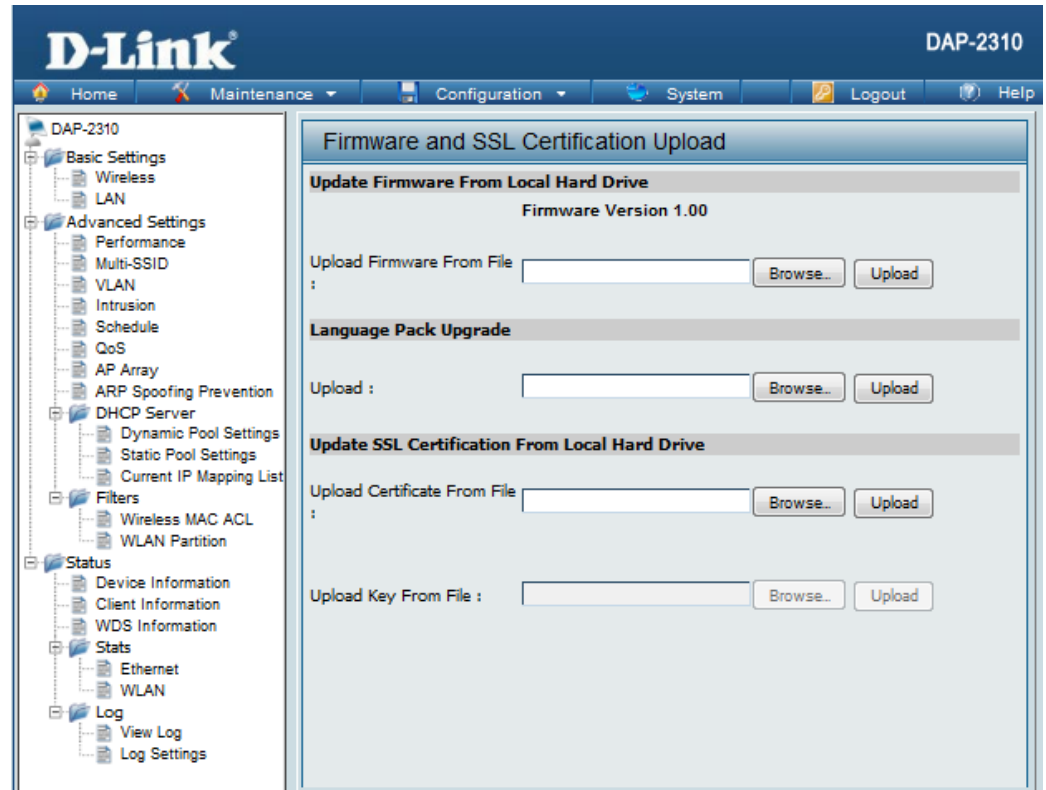 D-Link
DAP-2310
Home
Maintenance
Configuration
System
Logout
Help
DAP-2310
Basic Settings
Wireless
LAN
Advanced Settings
Performance
Multi-SSID
VLAN
Intrusion
Schedule
QoS
AP Array
ARP Spoofing Prevention
DHCP Server
Dynamic Pool Settings
Static Pool Settings
Current IP Mapping List
Filters
Wireless MAC ACL
WLAN Partition
Status
Device Information
Client Information
WDS Information
Stats
Ethernet
WLAN
Log
View Log
Log Settings
Firmware and SSL Certification Upload
Update Firmware From Local Hard Drive
Firmware Version 1.00
Upload Firmware From File
:
Browse...
Upload
Language Pack Upgrade
Upload :
Browse...
Upload
Update SSL Certification From Local Hard Drive
Upload Certificate From File
:
Browse...
Upload
Upload Key From File :
Browse...
Upload